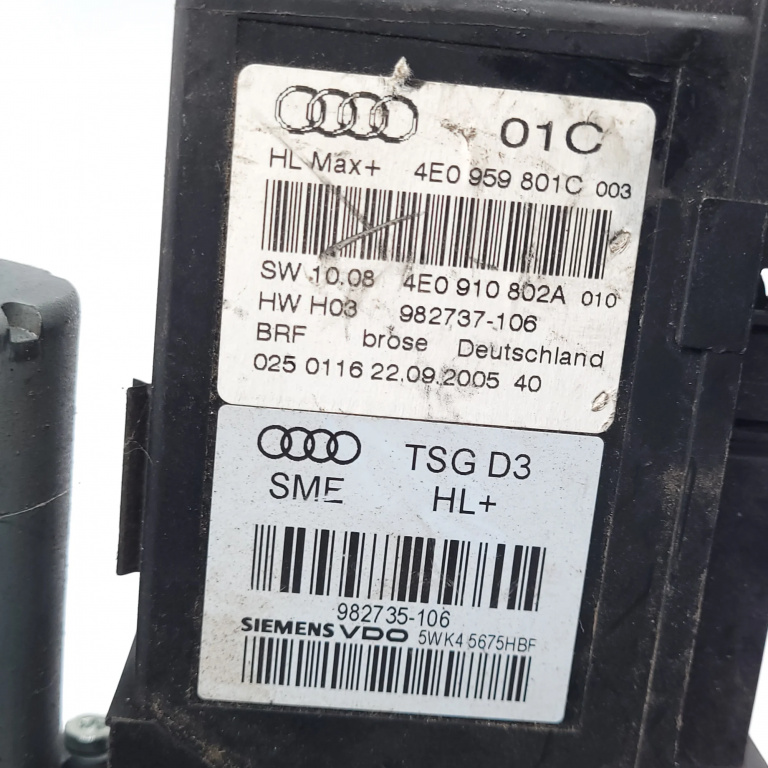 01C
HL Max+ 4E0 959 801C 003
SW 10.08 4E0 910 802A 010
HW H03 982737-106
BRF brose Deutschland
025 0116 22.09.2005 40
TSG D3
SME HL+
982735-106
SIEMENS VDO 5WK4 5675HBF